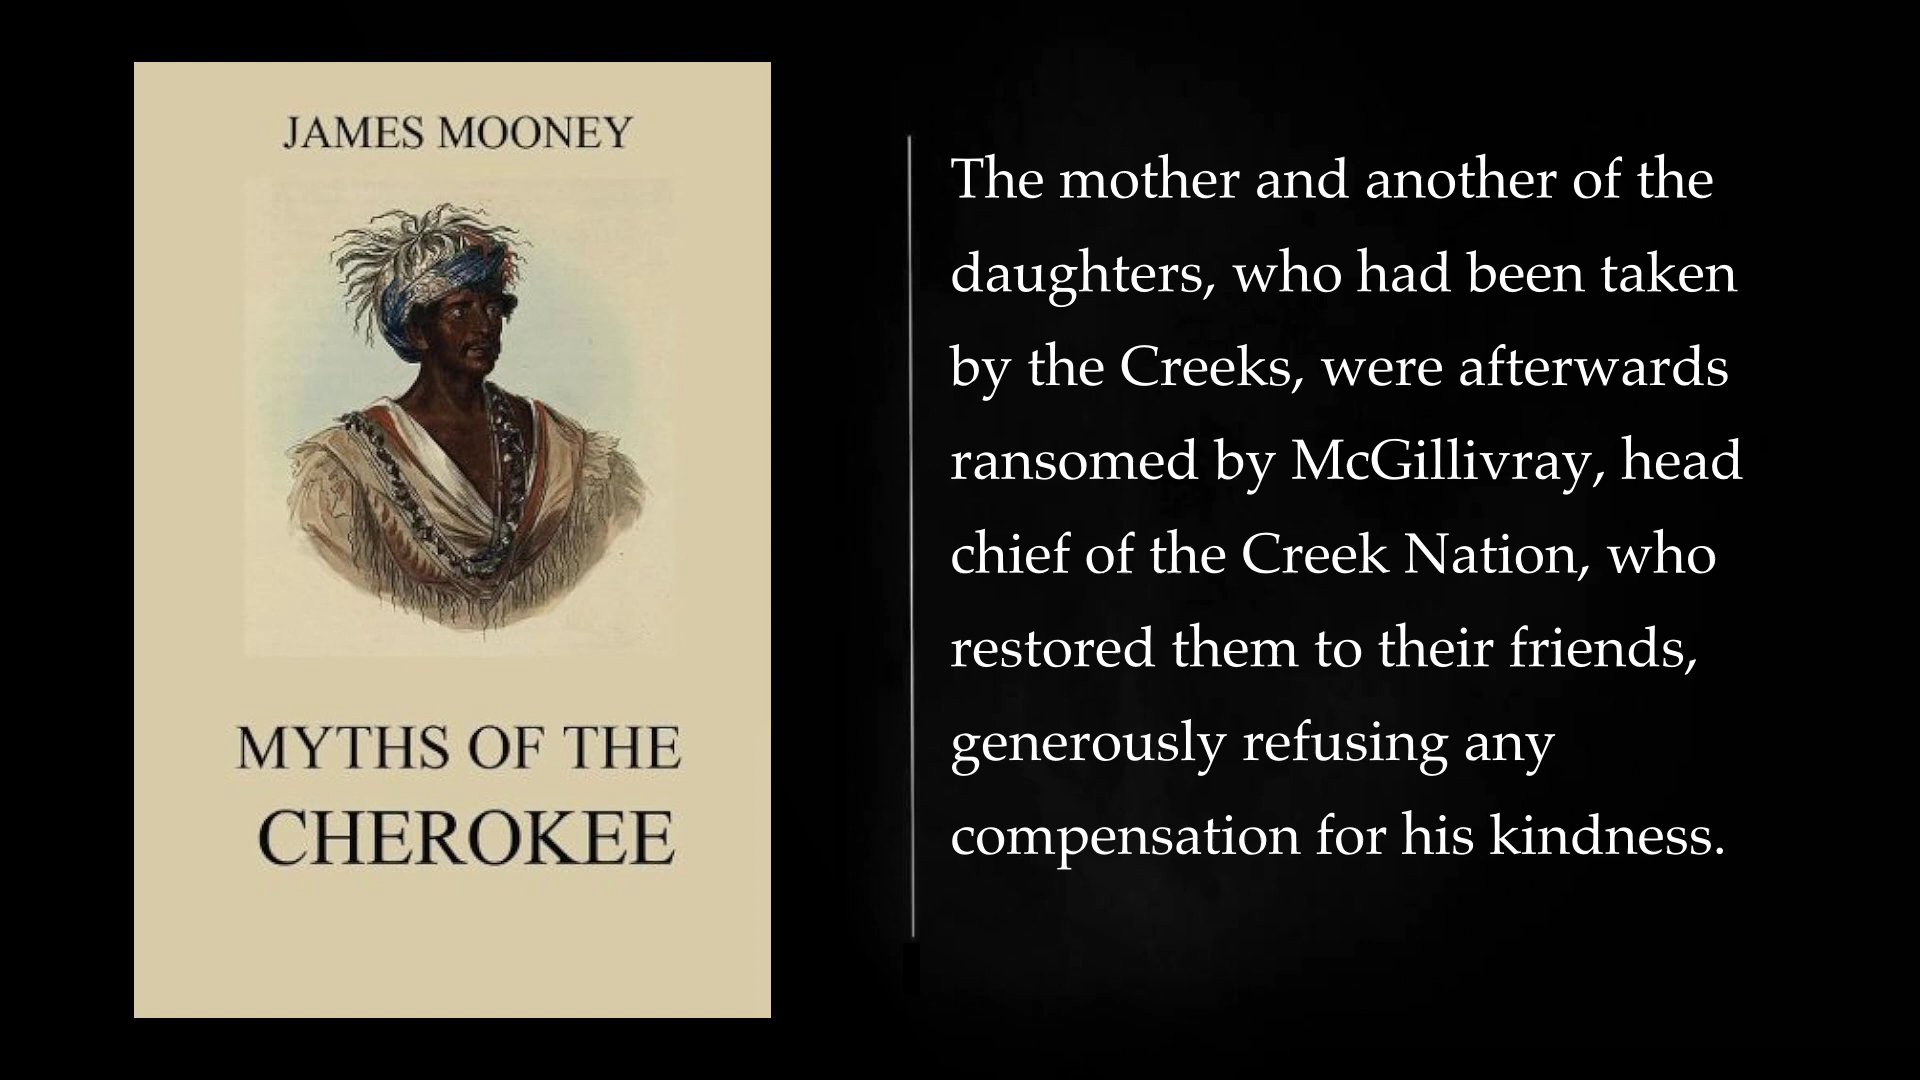 JAMES MOONEY
MYTHS OF THE
CHEROKEE
The mother and another of the
daughters, who had been taken
by the Creeks, were afterwards
ransomed by McGillivray, head
chief of the Creek Nation, who
restored them to their friends,
generously refusing any
compensation for his kindness.